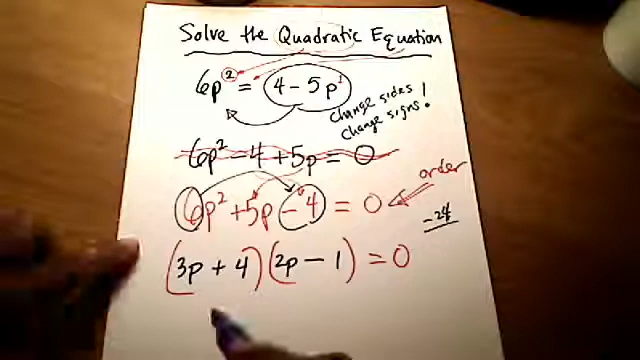 Solve the Quadratic Equation
6p² = 4 - 5p¹
change sides !
change signs !
6p² - 4 + 5p = 0
order
6p² + 5p - 4 = 0
-24
(3p + 4)(2p - 1) = 0